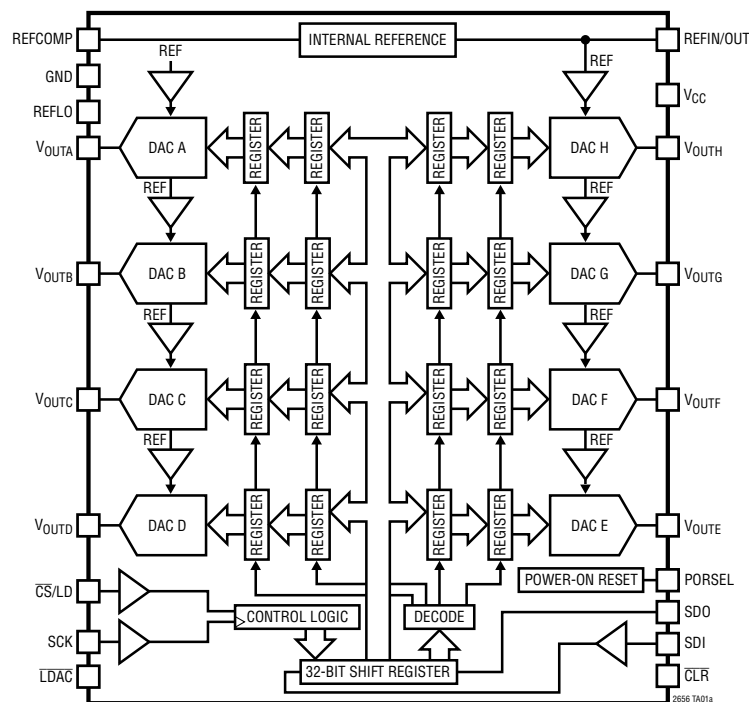 REFCOMP
INTERNAL REFERENCE
REFIN/OUT
GND
REF
REF
REFLO
VCC
VOUTA
DAC A
REGISTER
REGISTER
REGISTER
REGISTER
DAC H
VOUTH
REF
REF
VOUTB
DAC B
REGISTER
REGISTER
REGISTER
REGISTER
DAC G
VOUTG
REF
REF
VOUTC
DAC C
REGISTER
REGISTER
REGISTER
REGISTER
DAC F
VOUTF
REF
REF
VOUTD
DAC D
REGISTER
REGISTER
REGISTER
REGISTER
DAC E
VOUTE
C̅S̅/LD
POWER-ON RESET
PORSEL
CONTROL LOGIC
DECODE
SDO
SCK
SDI
L̅D̅A̅C̅
32-BIT SHIFT REGISTER
C̅L̅R̅
2656 TA01a